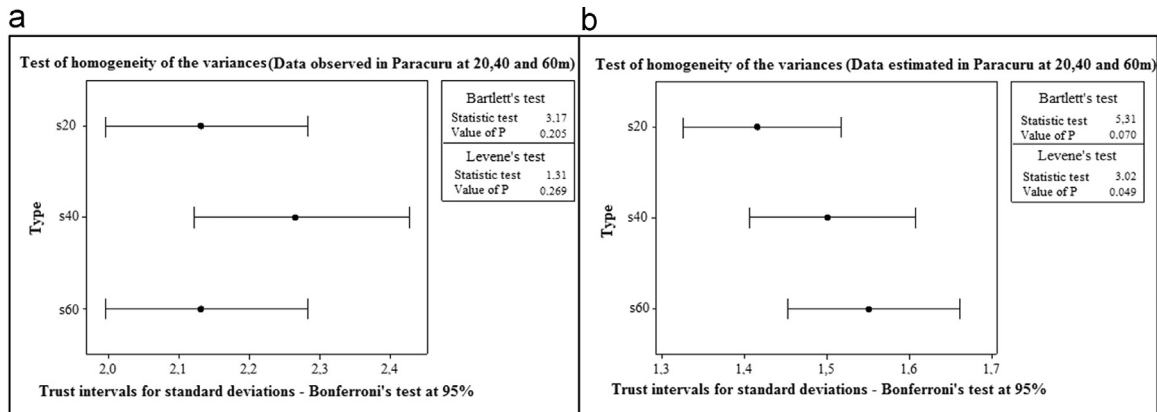 a
Test of homogeneity of the variances (Data observed in Paracuru at 20,40 and 60m)
Bartlett's test
Statistic test 3.17
Value of P 0.205
Levene's test
Statistic test 1.31
Value of P 0.269
Type
s20
s40
s60
2,0 2,1 2,2 2,3 2,4
Trust intervals for standard deviations - Bonferroni's test at 95%
b
Test of homogeneity of the variances (Data estimated in Paracuru at 20,40 and 60m)
Bartlett's test
Statistic test 5,31
Value of P 0.070
Levene's test
Statistic test 3.02
Value of P 0.049
Type
s20
s40
s60
1,3 1,4 1,5 1,6 1,7
Trust intervals for standard deviations - Bonferroni's test at 95%